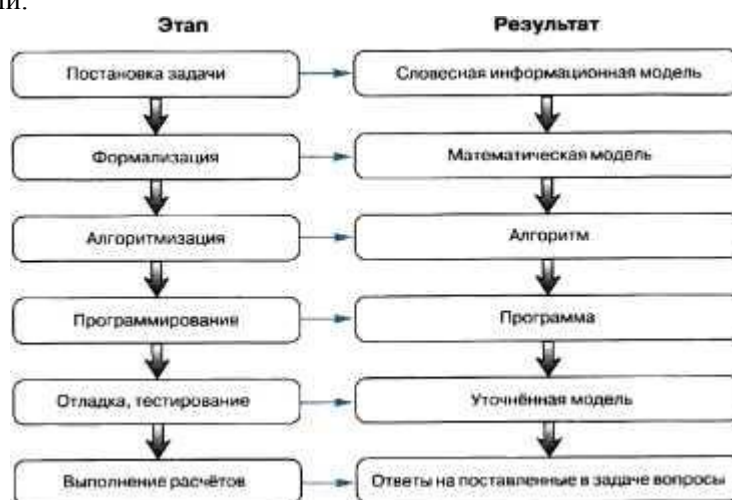 Этап Результат
Постановка задачи Словесная информационная модель
Формализация Математическая модель
Алгоритмизация Алгоритм
Программирования Программа
Отладка, тестирование Уточнённая модель
Выполнение расчётов Ответы на поставленные в задаче вопросы